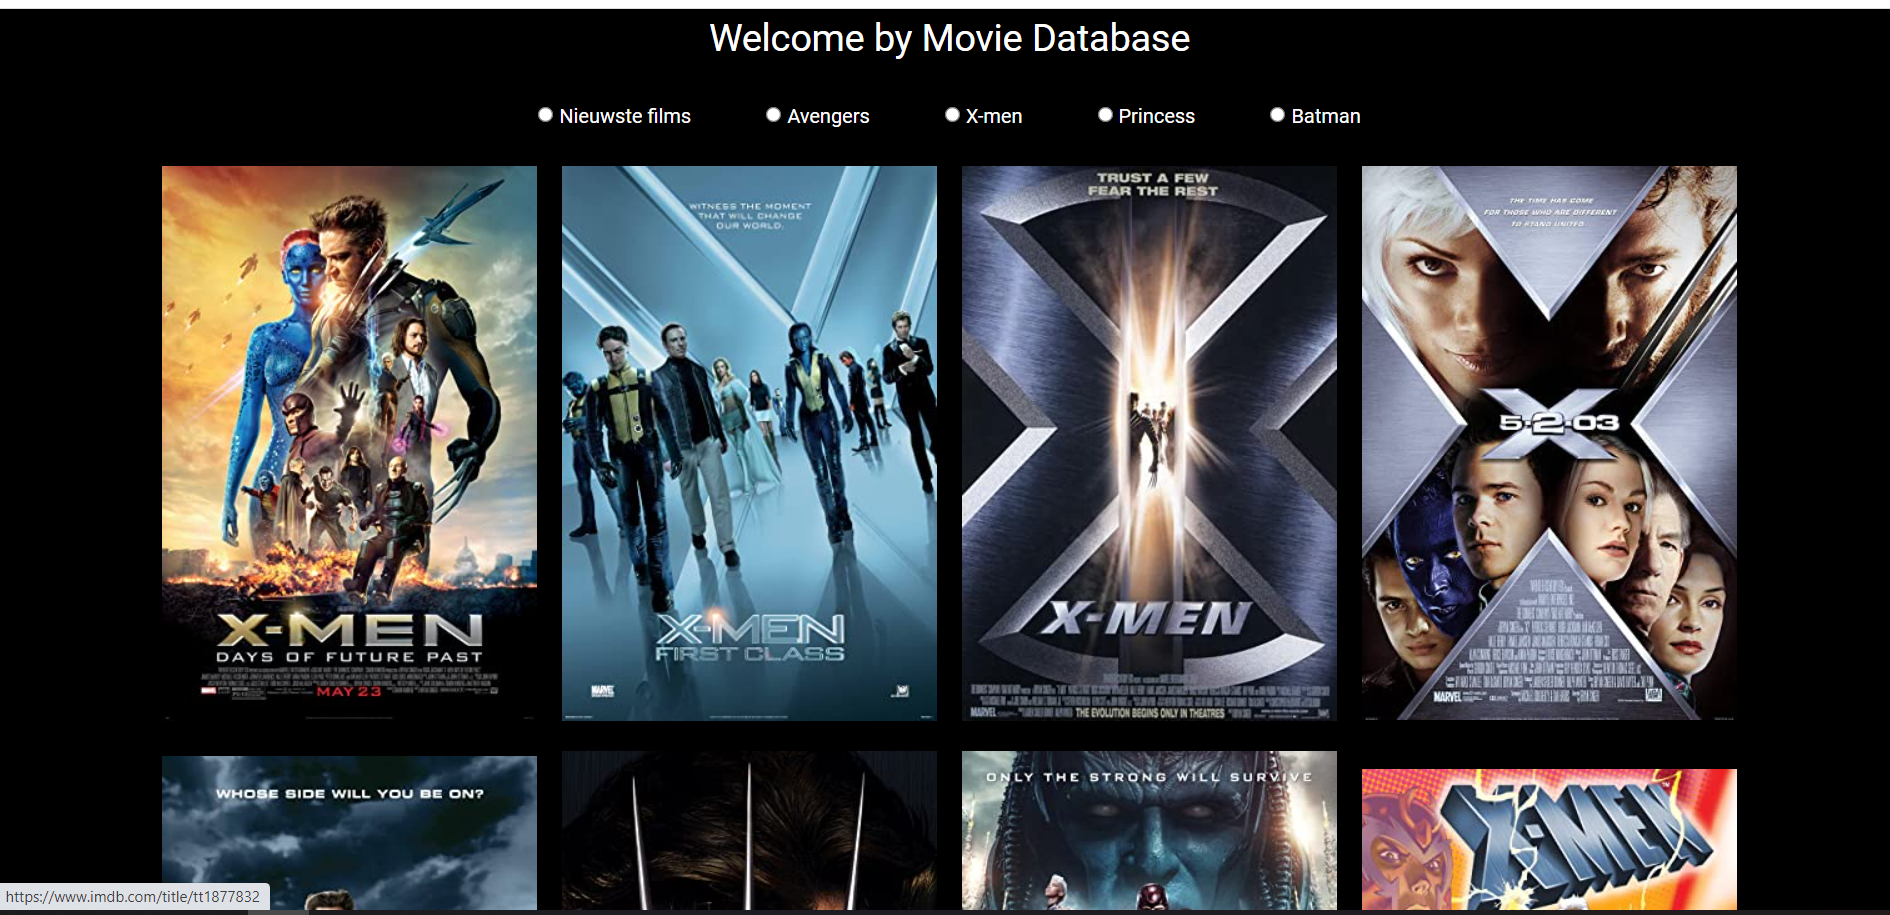 Welcome by Movie Database
Nieuwste films
Avengers
X-men
Princess
Batman
X-MEN
DAYS OF FUTURE PAST
MAY 23
WITNESS THE MOMENT
THAT WILL CHANGE
OUR WORLD.
X-MEN
FIRST CLASS
MARVEL
TRUST A FEW
FEAR THE REST
X-MEN
MARVEL
THE EVOLUTION BEGINS ONLY IN THEATRES
THE TIME HAS COME
FOR THOSE WHO ARE DIFFERENT
TO STAND UNITED
5·2·03
MARVEL
WHOSE SIDE WILL YOU BE ON?
ONLY THE STRONG WILL SURVIVE
X-MEN
https://www.imdb.com/title/tt1877832